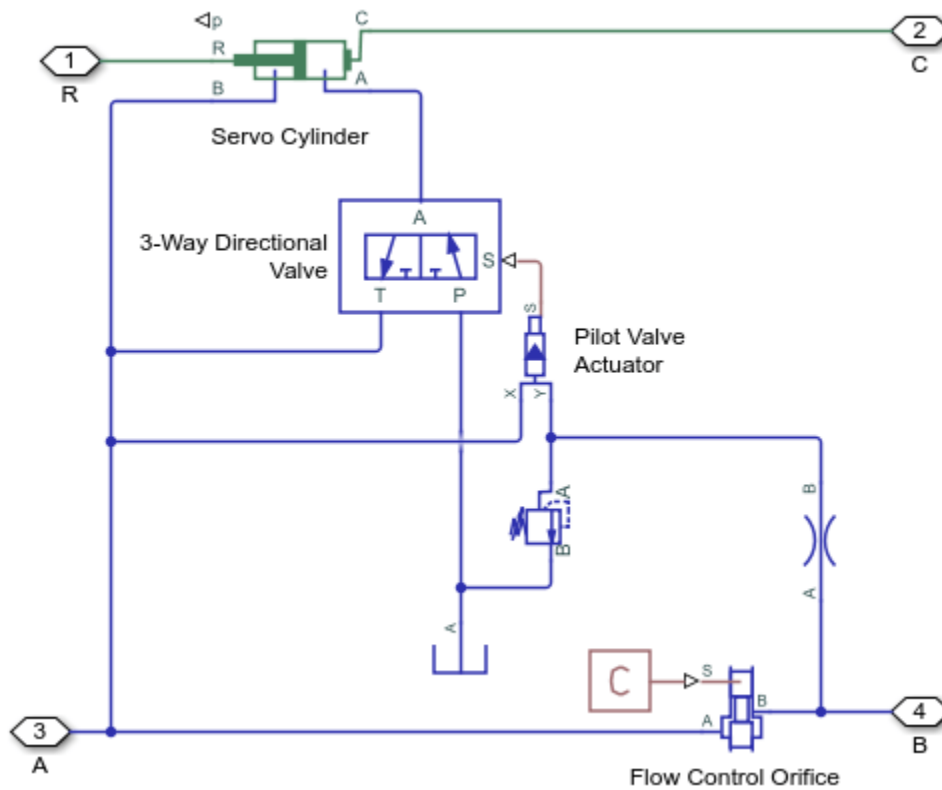 p
C
1
R
2
R
C
B
A
Servo Cylinder
A
3-Way Directional
Valve
S
T
P
S
Pilot Valve
Actuator
X
Y
A
B
B
A
A
C
S
B
3
A
4
A
B
Flow Control Orifice